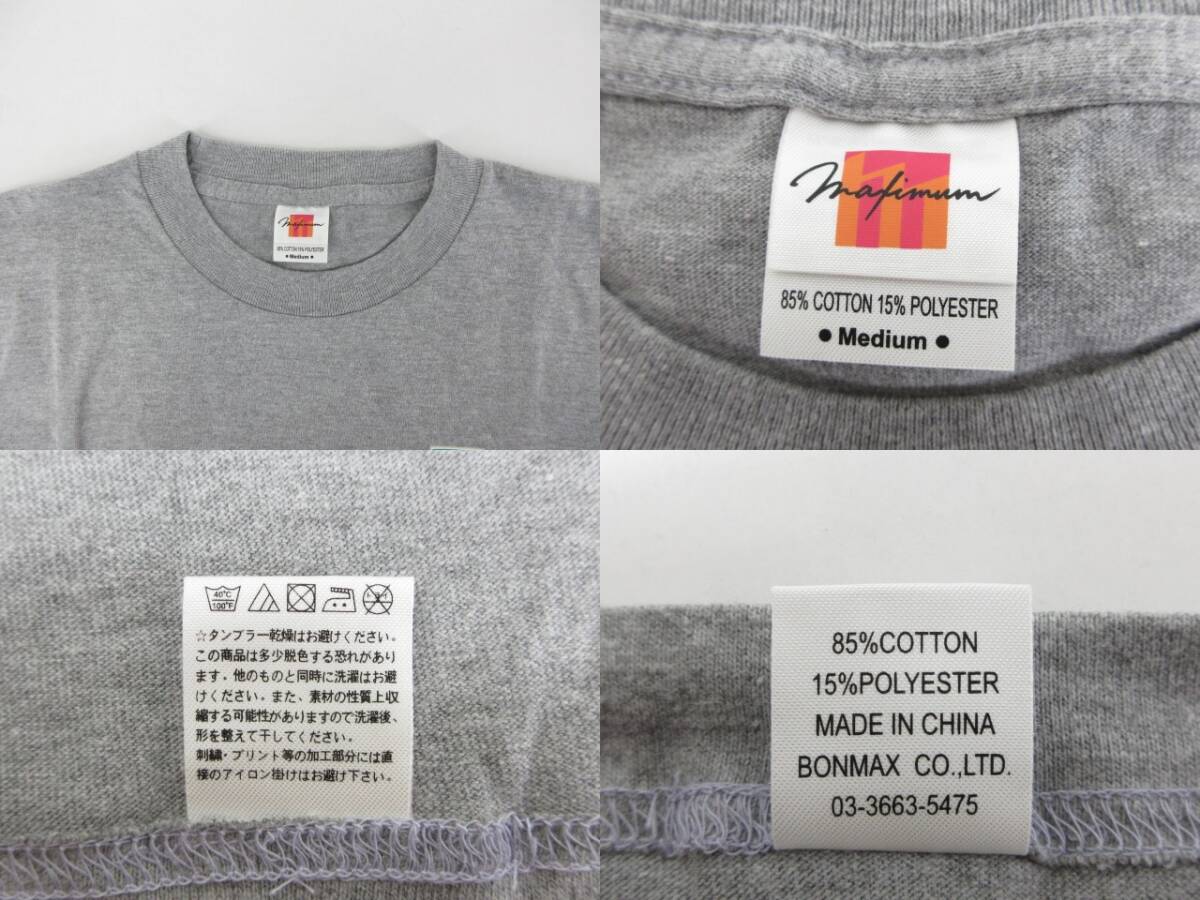 Mafimum
85% COTTON 15% POLYESTER
• Medium •
Mafimum
85% COTTON 15% POLYESTER
• Medium •
40°C
100°F
☆タンブラー乾燥はお避けください。
この商品は多少脱色する恐れがあり
ます。他のものと同時に洗濯はお避
けください。また、素材の性質上収
縮する可能性がありますので洗濯後、
形を整えて干してください。
刺繍・プリント等の加工部分には直
接のアイロン掛けはお避け下さい。
85%COTTON
15%POLYESTER
MADE IN CHINA
BONMAX CO.,LTD.
03-3663-5475